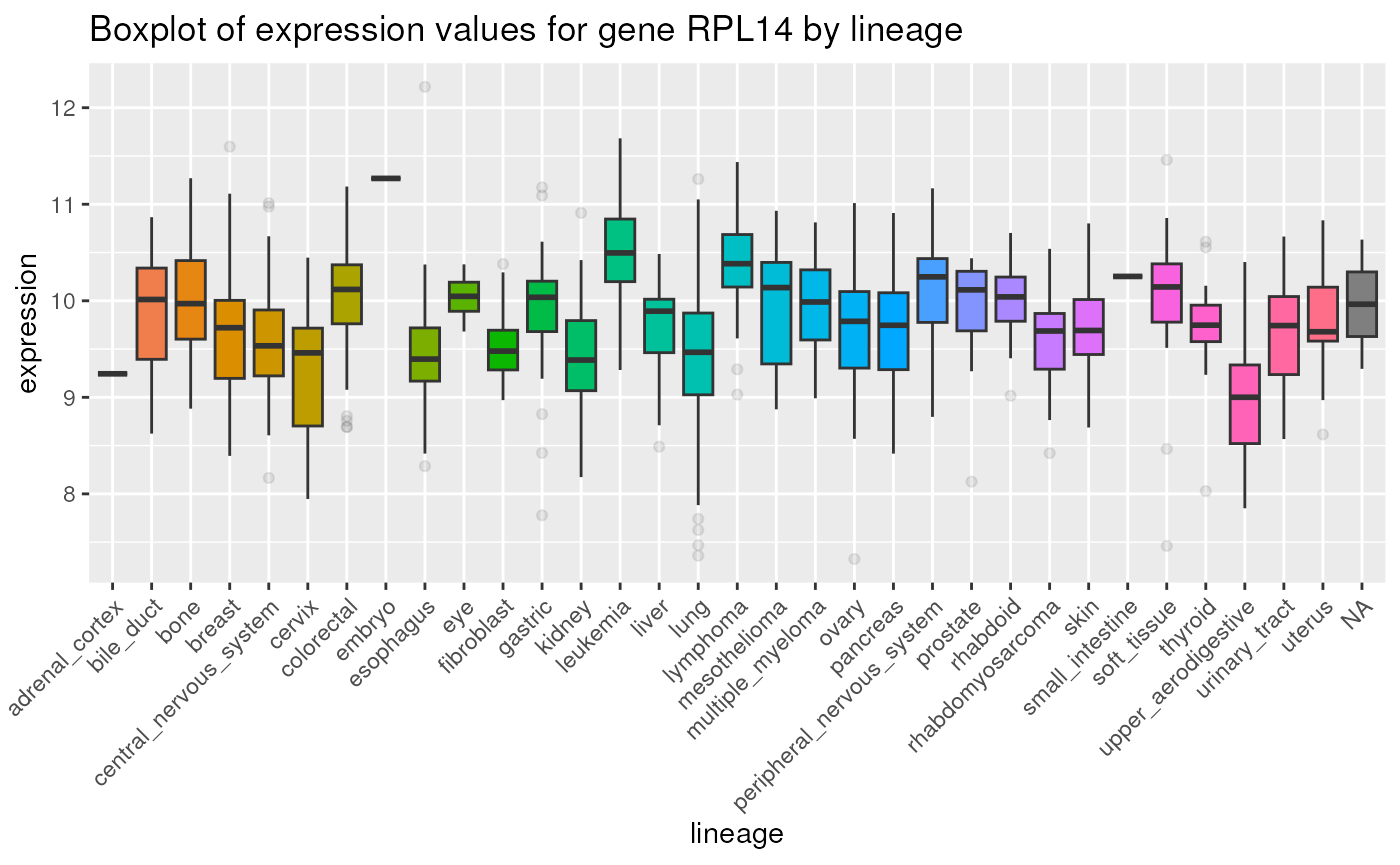 Boxplot of expression values for gene RPL14 by lineage
expression
12
11
10
9
8
adrenal_cortex
bile_duct
bone
breast
central_nervous_system
cervix
colorectal
embryo
esophagus
eye
fibroblast
gastric
kidney
leukemia
liver
lung
lymphoma
mesothelioma
multiple_myeloma
ovary
pancreas
peripheral_nervous_system
prostate
rhabdoid
rhabdomyosarcoma
skin
small_intestine
soft_tissue
thyroid
upper_aerodigestive
urinary_tract
uterus
NA
lineage